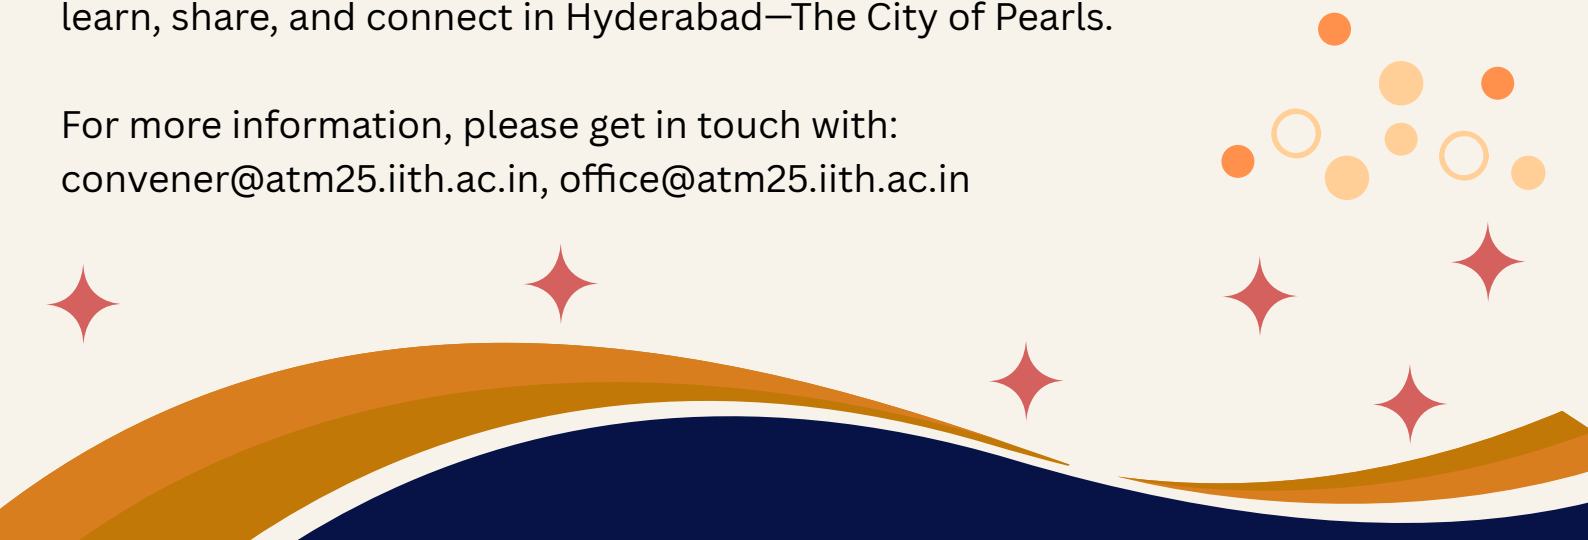 learn, share, and connect in Hyderabad—The City of Pearls.
For more information, please get in touch with:
convener@atm25.iith.ac.in, office@atm25.iith.ac.in